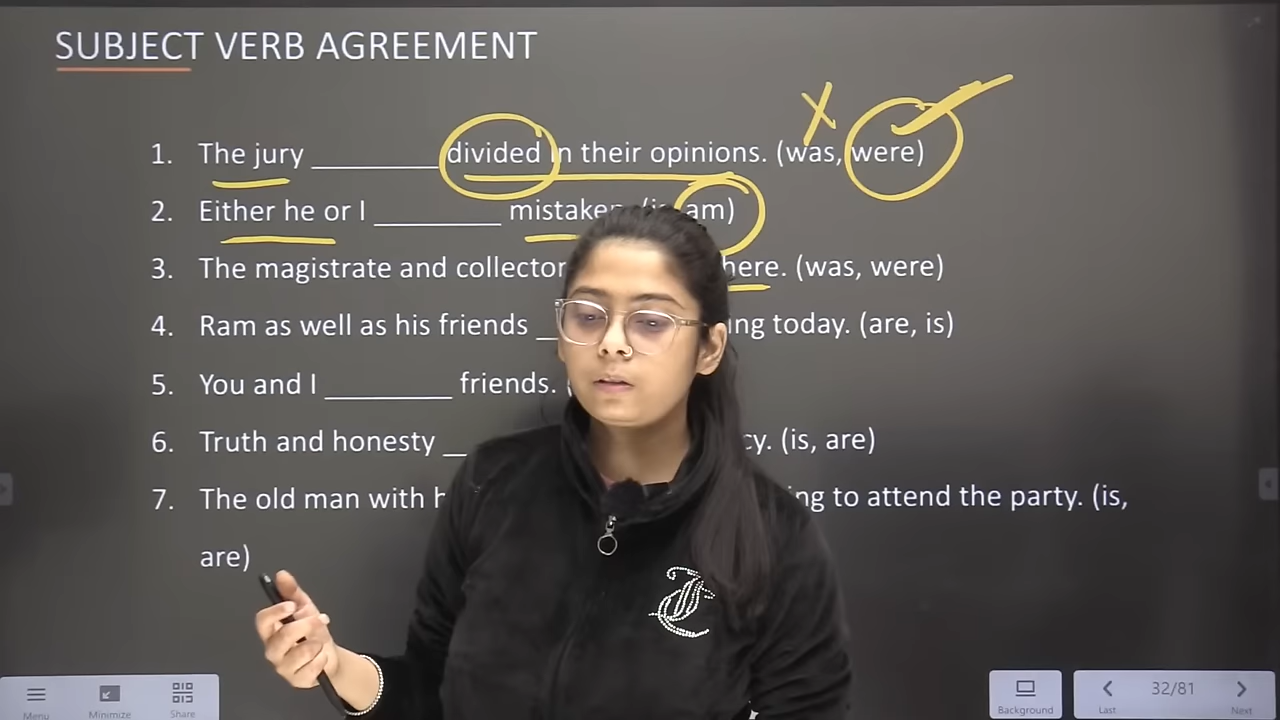 SUBJECT VERB AGREEMENT
1. The jury _________ divided in their opinions. (was, were)
2. Either he or I _________ mistaken am)
3. The magistrate and collector here. (was, were)
4. Ram as well as his friends _ ing today. (are, is)
5. You and I _________ friends. (
6. Truth and honesty _ cy. (is, are)
7. The old man with h ng to attend the party. (is,
are)
Menu Minimize Share Background Last 32/81 Next